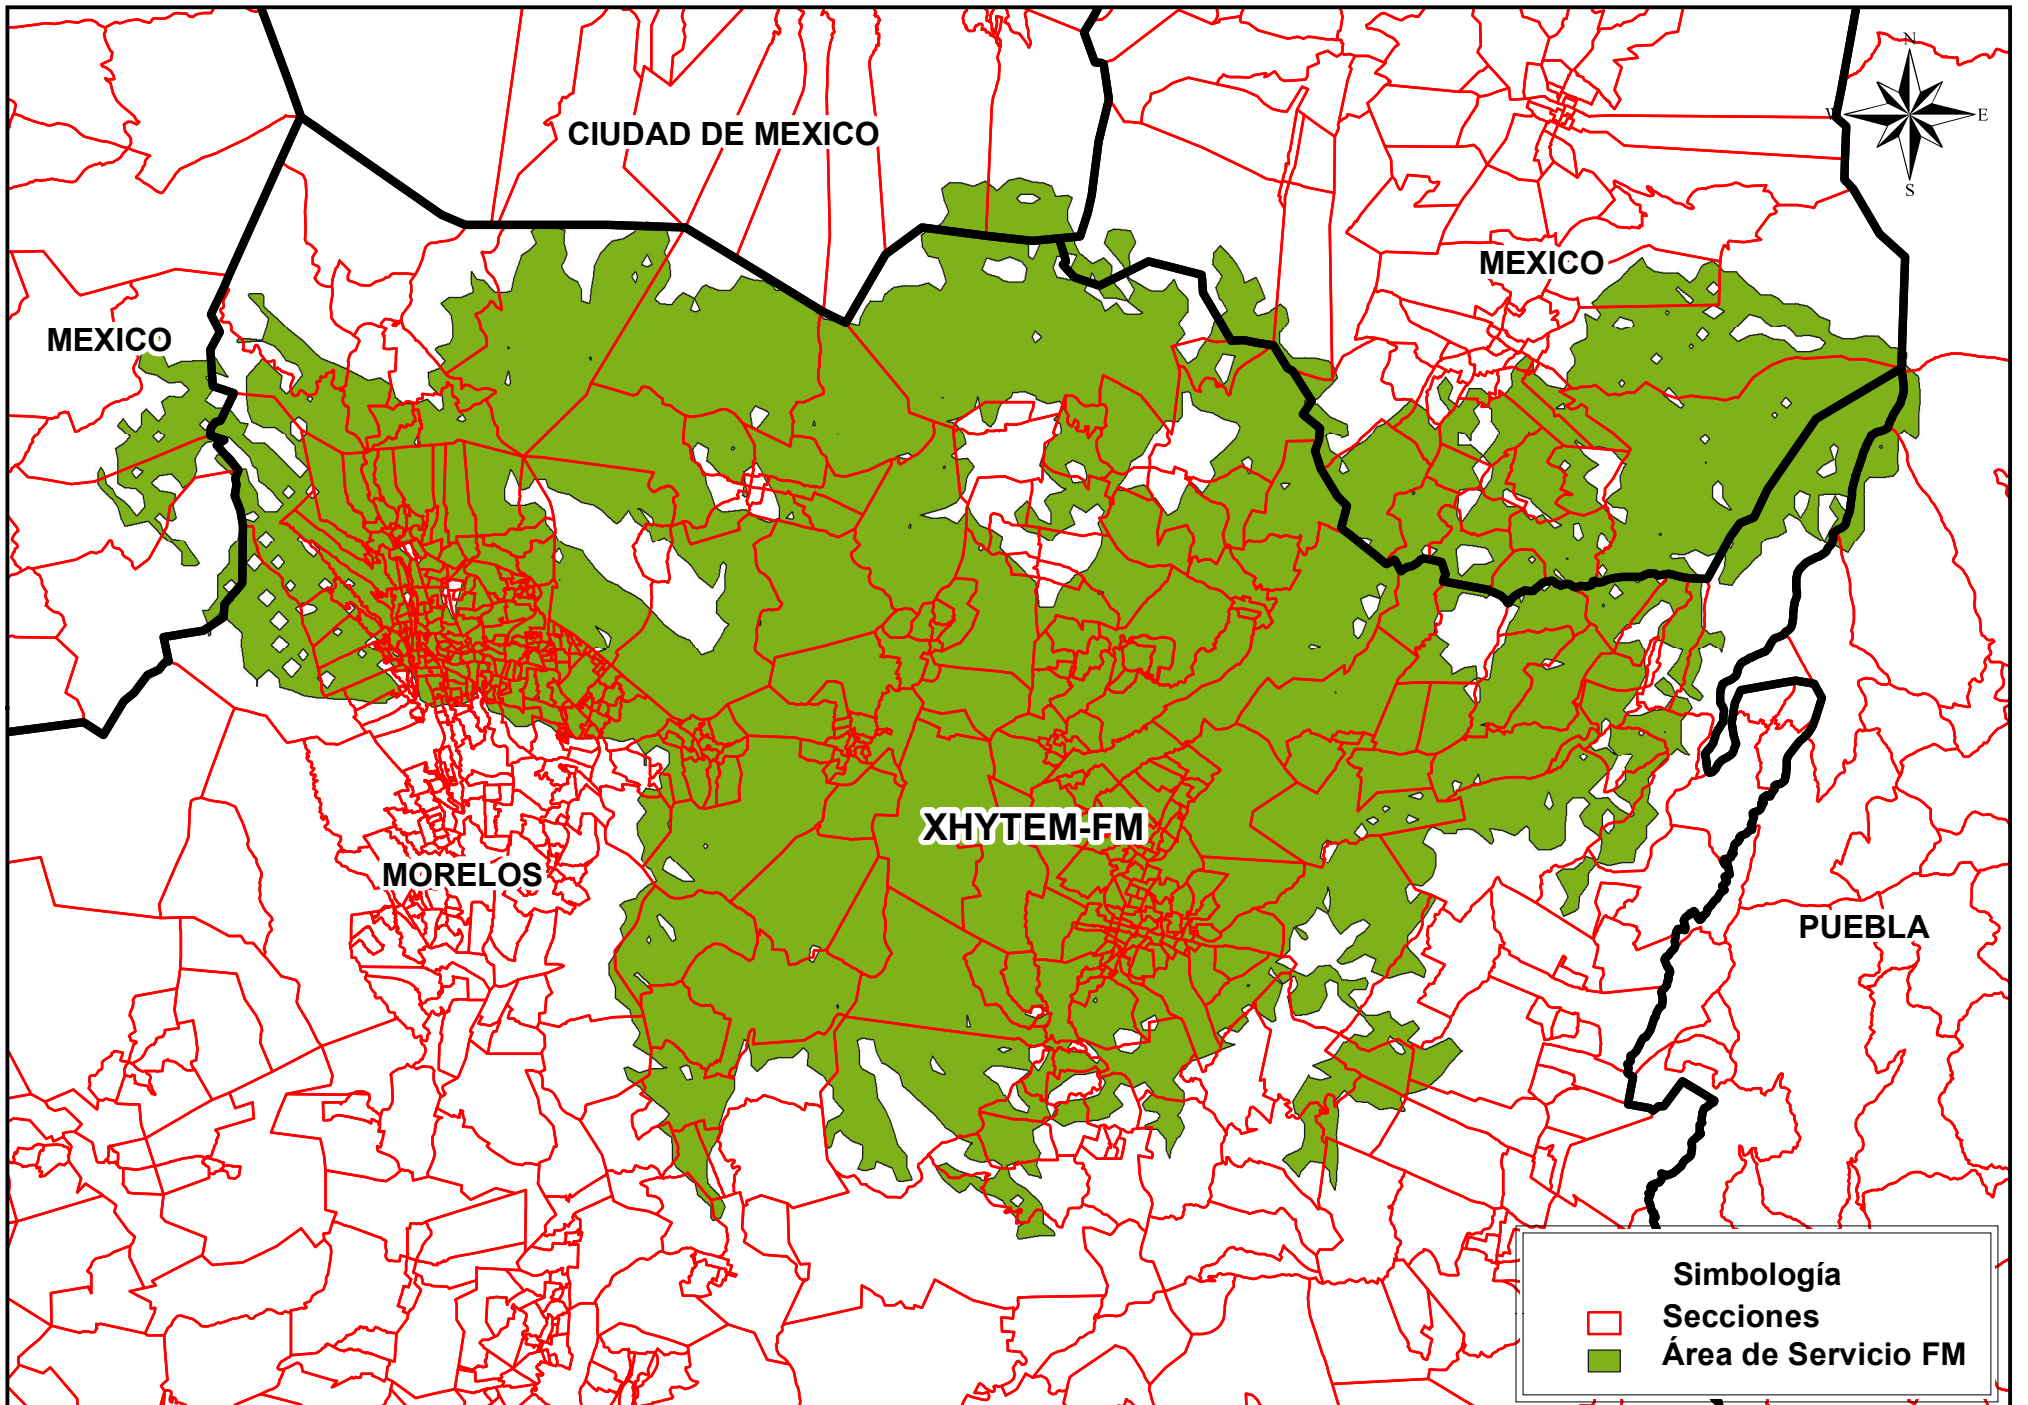 N
CIUDAD DE MEXICO
W
E
S
MEXICO
MEXICO
XHYTEM-FM
MORELOS
PUEBLA
Simbología
Secciones
Área de Servicio FM